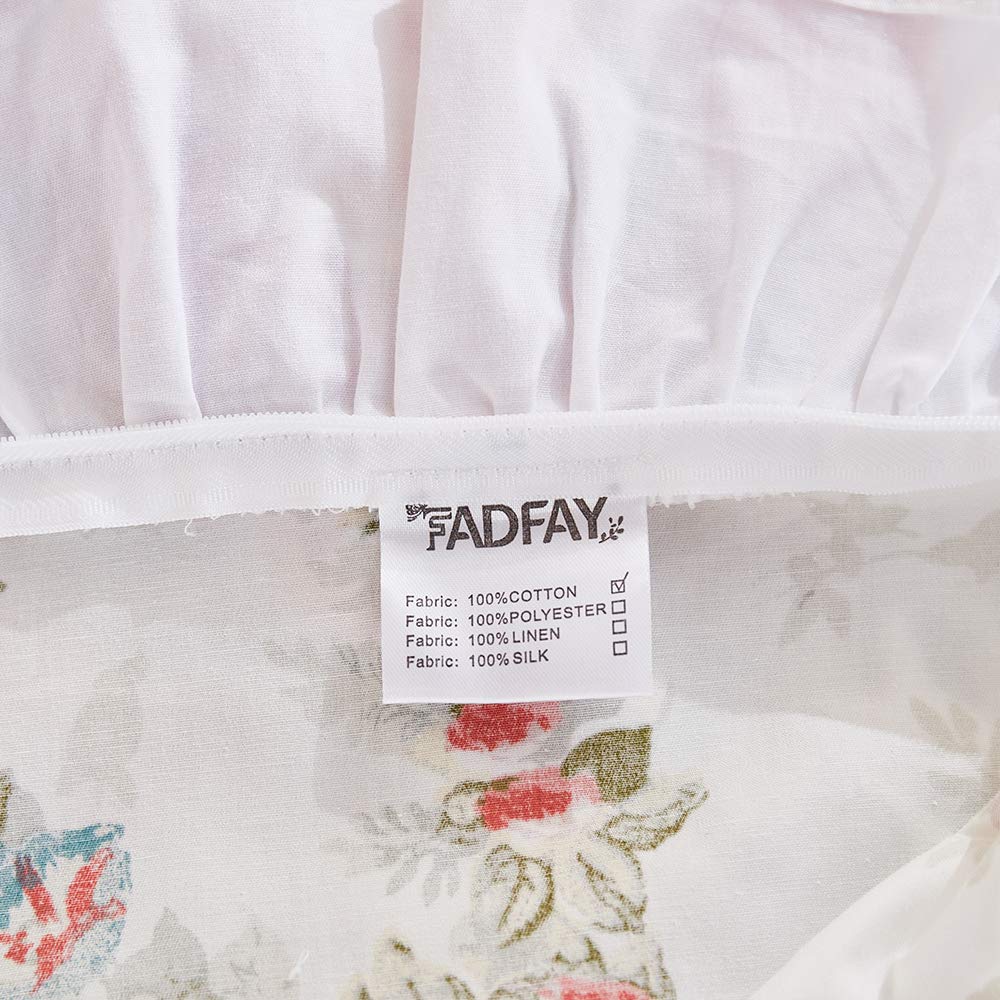 FADFAY
Fabric: 100%COTTON ☑
Fabric: 100%POLYESTER ☐
Fabric: 100%LINEN ☐
Fabric: 100%SILK ☐